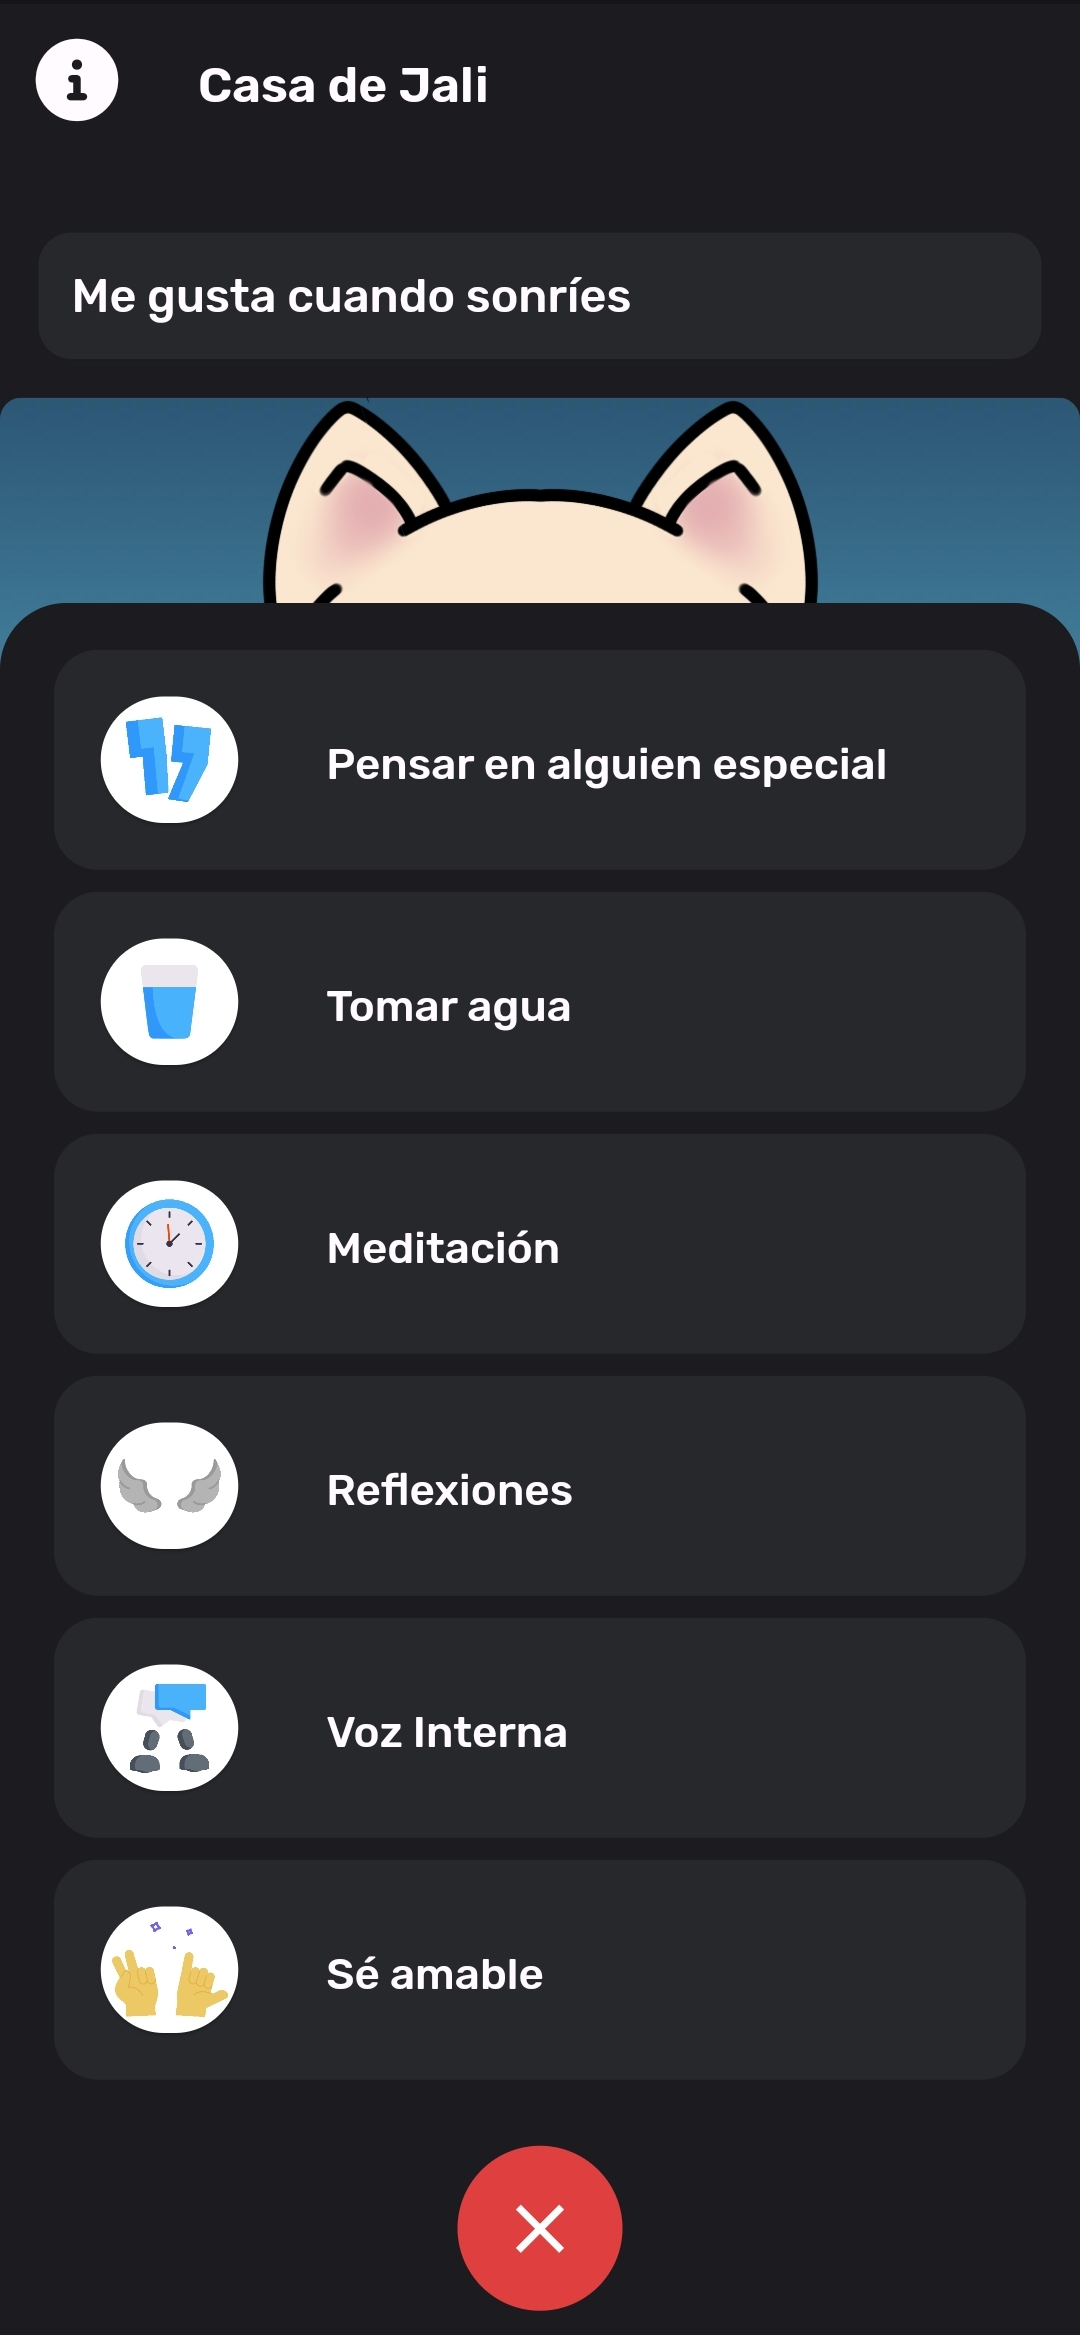 Casa de Jali
Me gusta cuando sonríes
Pensar en alguien especial
Tomar agua
Meditación
Reflexiones
Voz Interna
Sé amable